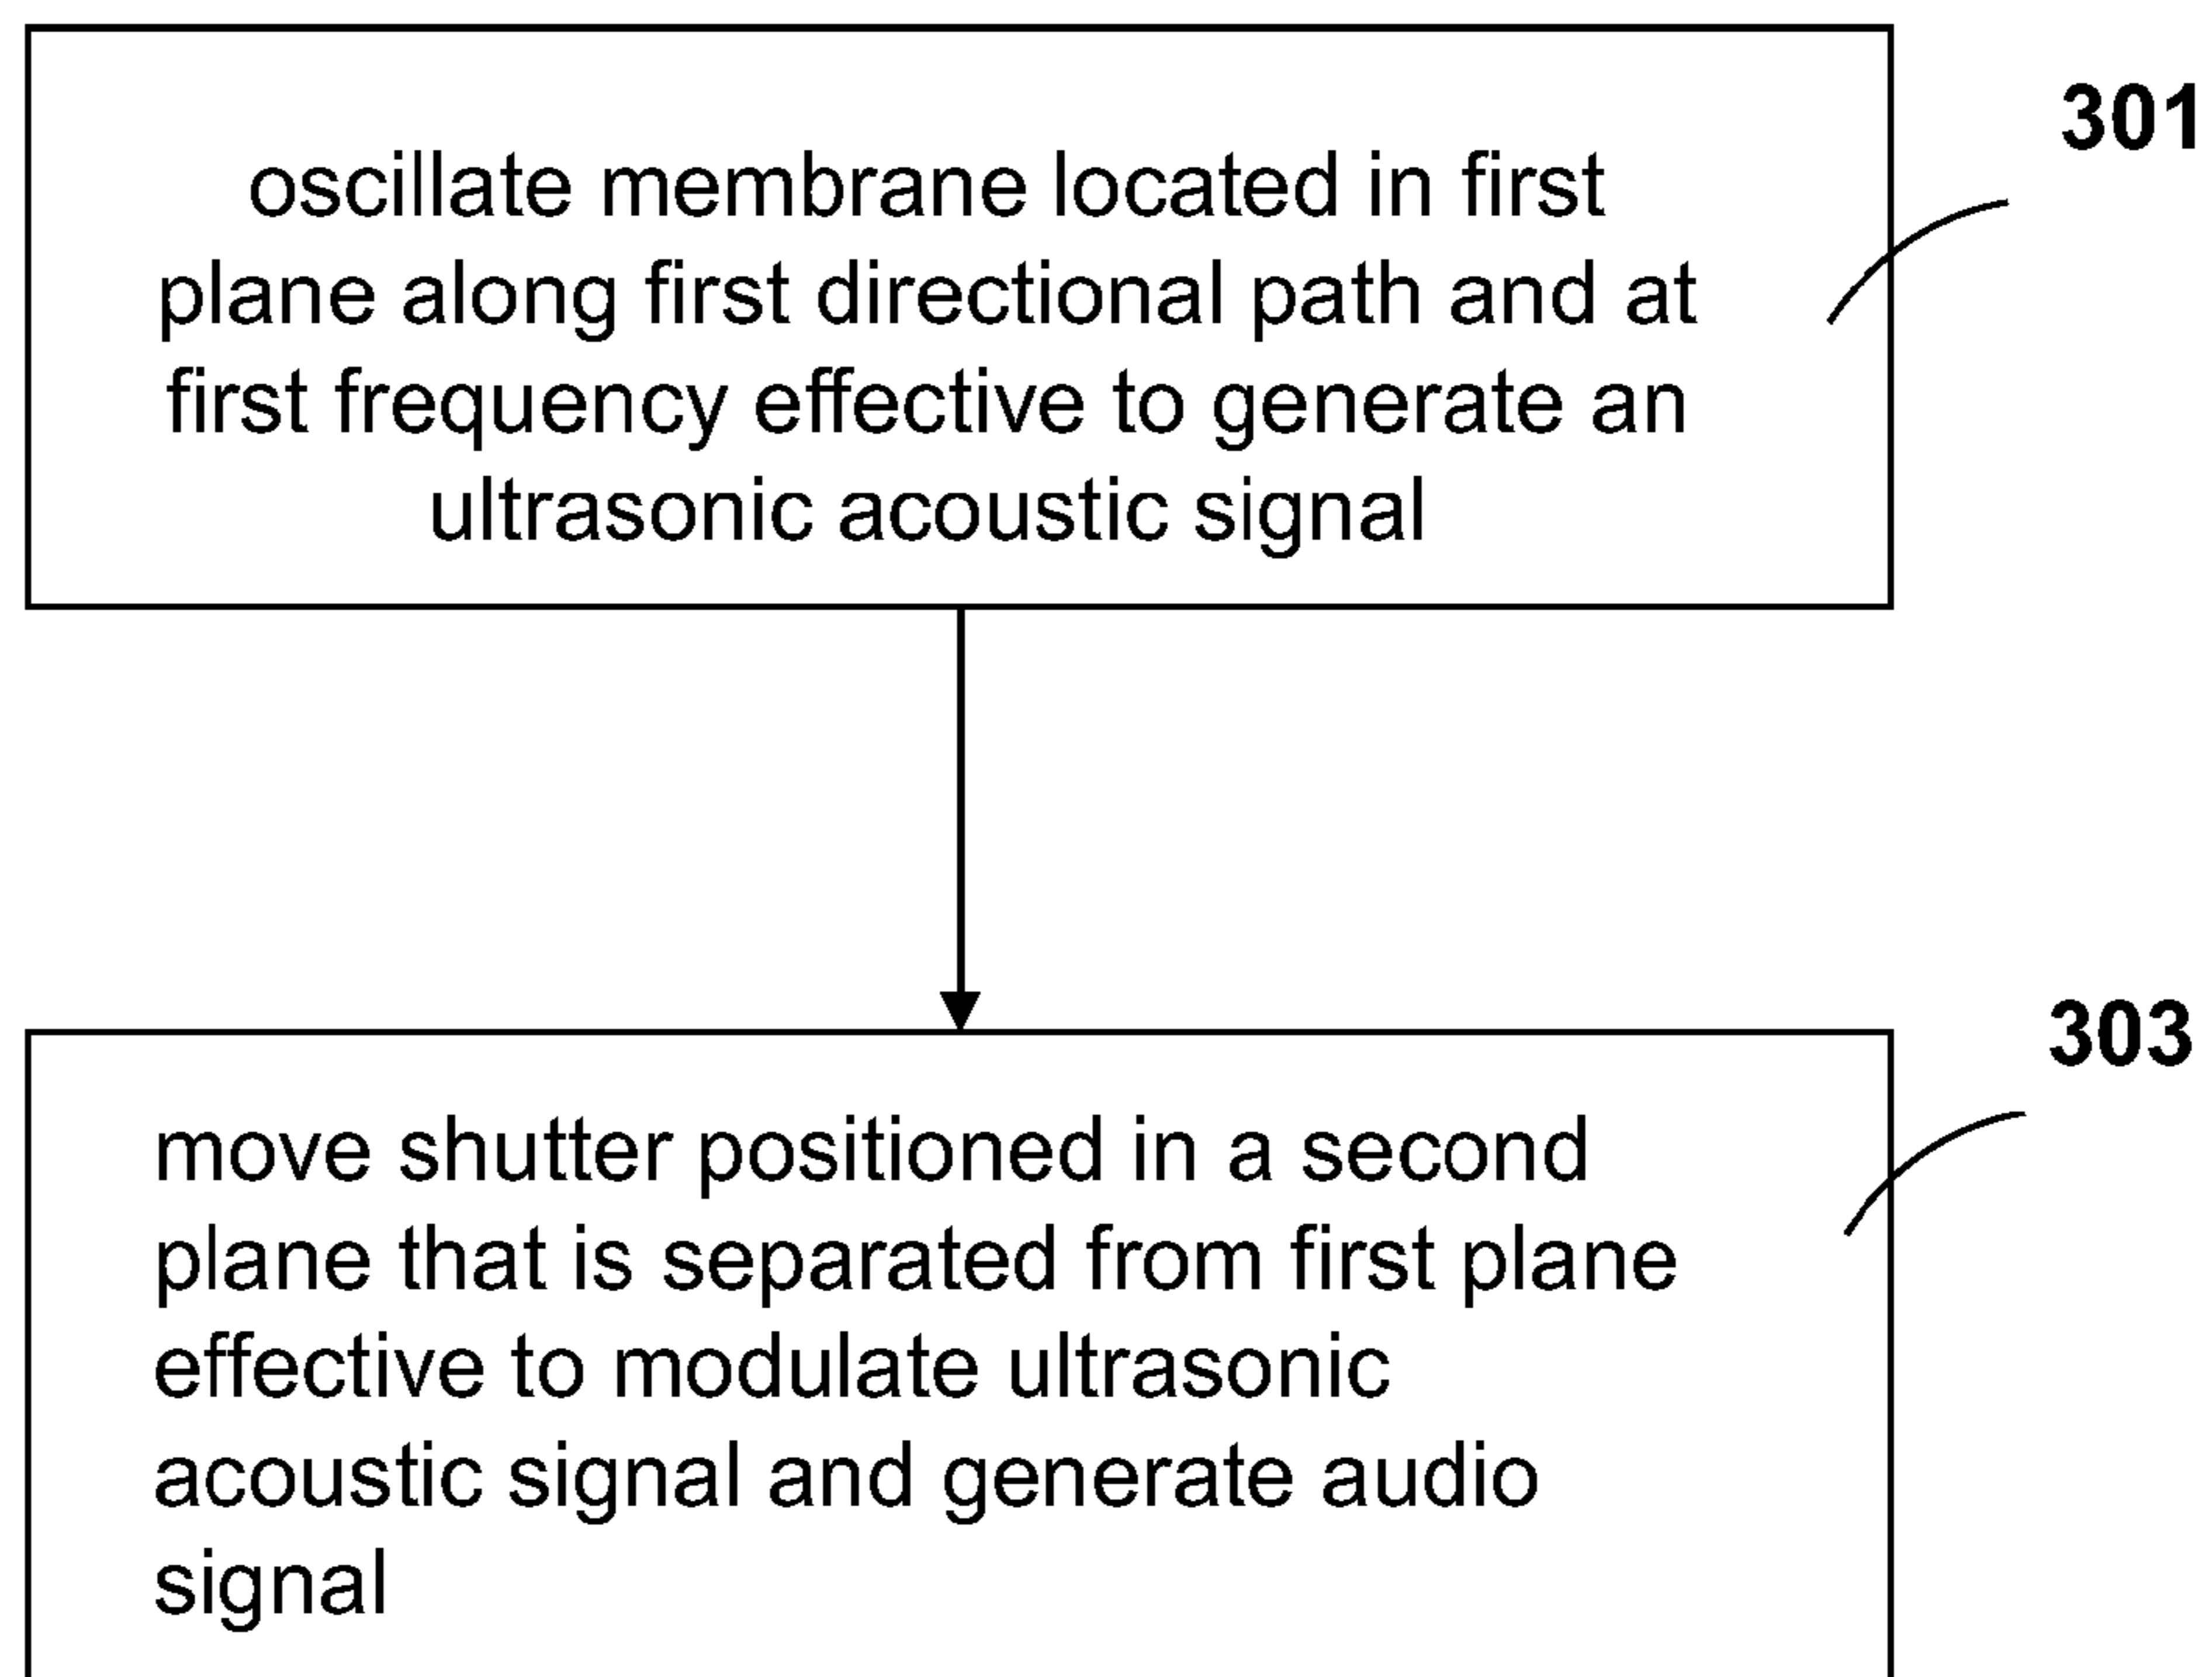 301
oscillate membrane located in first
plane along first directional path and at
first frequency effective to generate an
ultrasonic acoustic signal
303
move shutter positioned in a second
plane that is separated from first plane
effective to modulate ultrasonic
acoustic signal and generate audio
signal